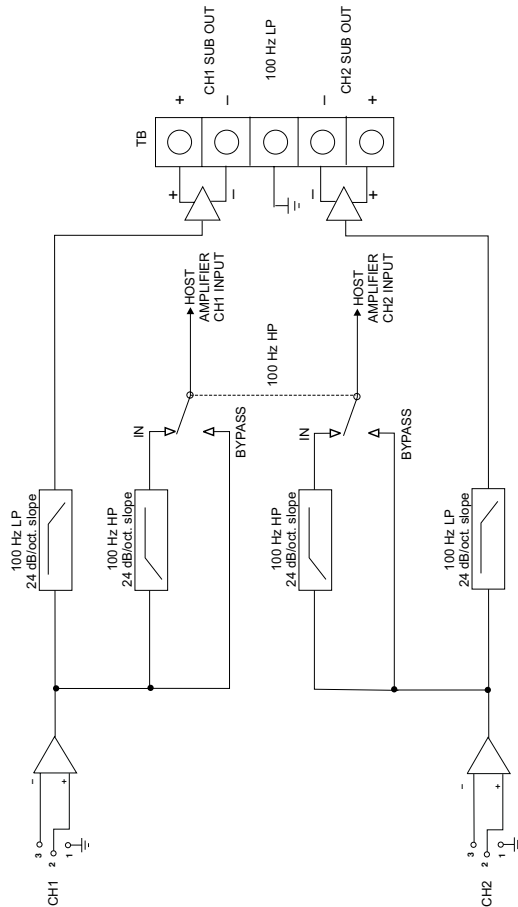 TB
+
CH1 SUB OUT
−
100 Hz LP
−
CH2 SUB OUT
+
+
−
−
+
HOST
AMPLIFIER
CH1 INPUT
HOST
AMPLIFIER
CH2 INPUT
100 Hz HP
IN
BYPASS
IN
BYPASS
100 Hz LP
24 dB/oct. slope
100 Hz HP
24 dB/oct. slope
100 Hz HP
24 dB/oct. slope
100 Hz LP
24 dB/oct. slope
−
+
3
2
1
CH1
−
+
3
2
1
CH2